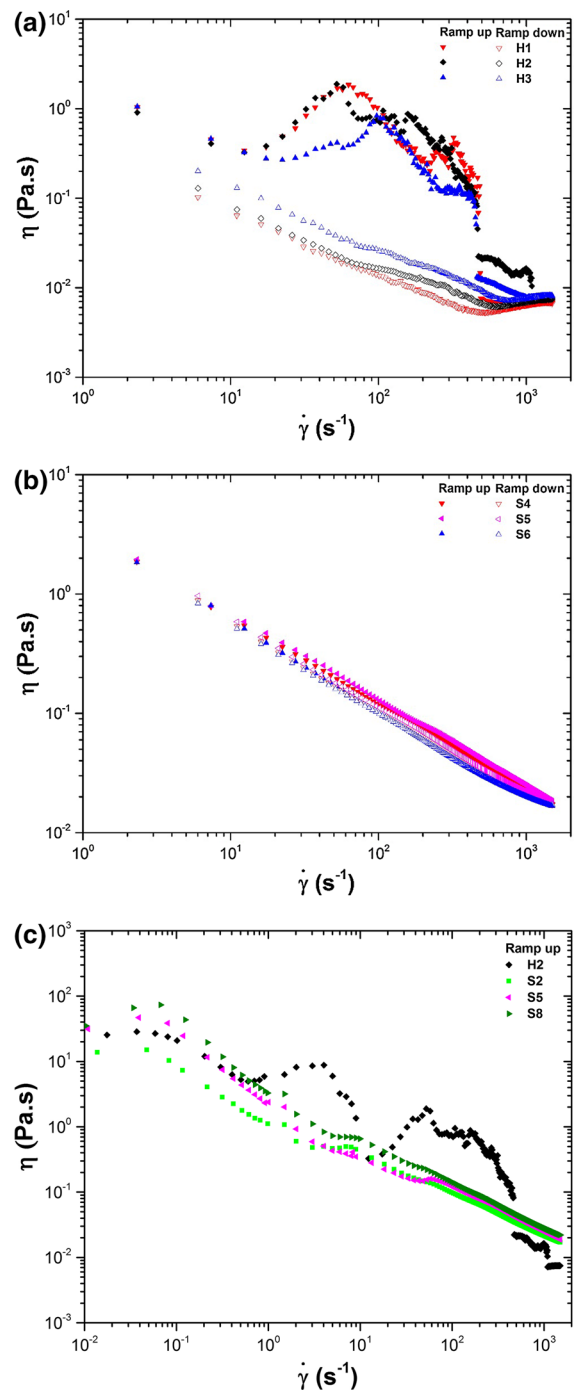 (a)
Ramp up Ramp down
H1
H2
H3
10¹
10⁰
10⁻¹
10⁻²
10⁻³
η (Pa.s)
10⁰ 10¹ 10² 10³
γ̇ (s⁻¹)
(b)
Ramp up Ramp down
S4
S5
S6
10¹
10⁰
10⁻¹
10⁻²
η (Pa.s)
10⁰ 10¹ 10² 10³
γ̇ (s⁻¹)
(c)
Ramp up
H2
S2
S5
S8
10³
10²
10¹
10⁰
10⁻¹
10⁻²
10⁻³
η (Pa.s)
10⁻² 10⁻¹ 10⁰ 10¹ 10² 10³
γ̇ (s⁻¹)